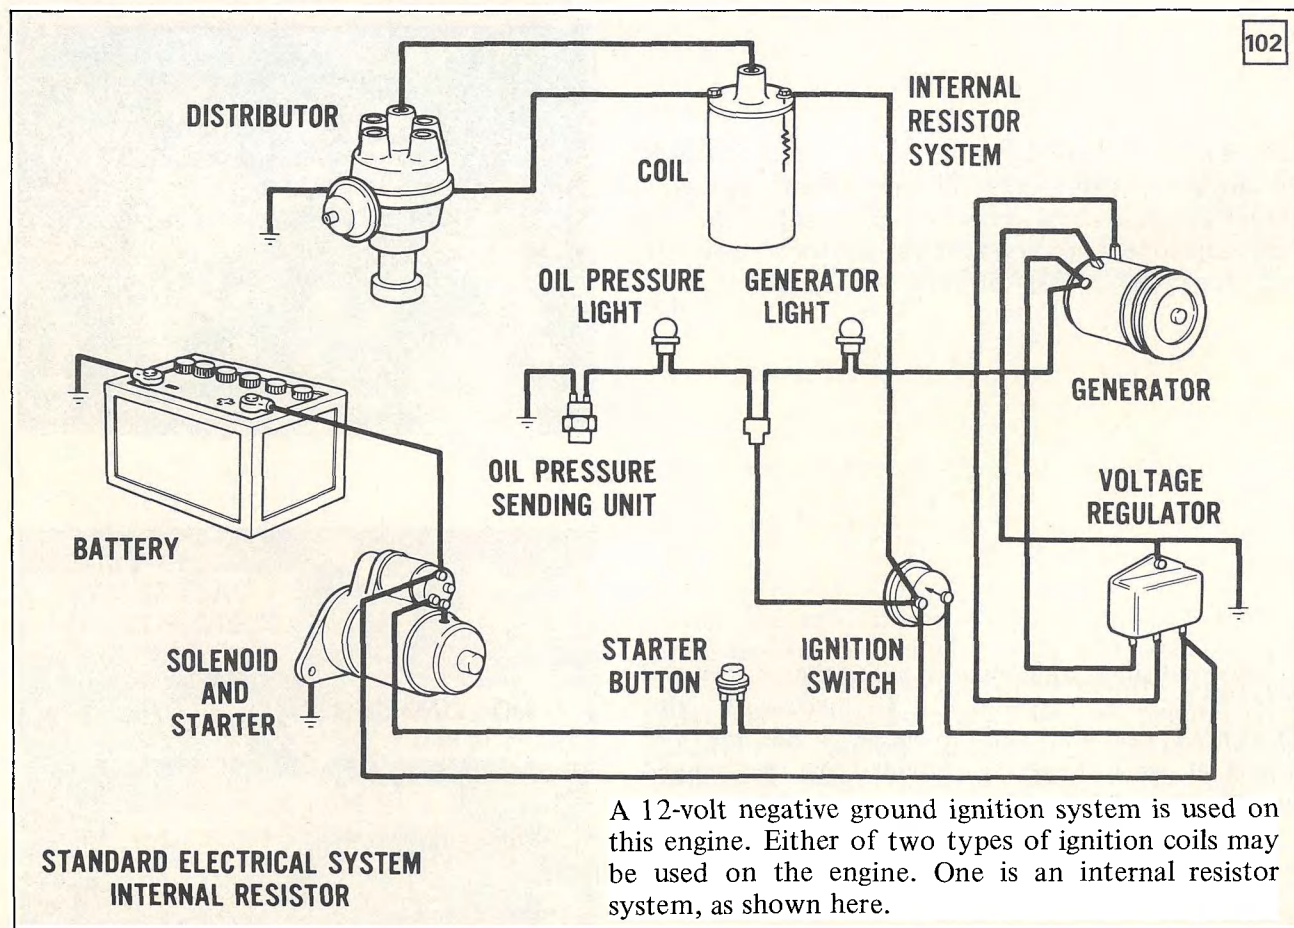 102
DISTRIBUTOR
COIL
INTERNAL
RESISTOR
SYSTEM
OIL PRESSURE
LIGHT
GENERATOR
LIGHT
GENERATOR
OIL PRESSURE
SENDING UNIT
VOLTAGE
REGULATOR
BATTERY
SOLENOID
AND
STARTER
STARTER
BUTTON
IGNITION
SWITCH
STANDARD ELECTRICAL SYSTEM
INTERNAL RESISTOR
A 12-volt negative ground ignition system is used on
this engine. Either of two types of ignition coils may
be used on the engine. One is an internal resistor
system, as shown here.